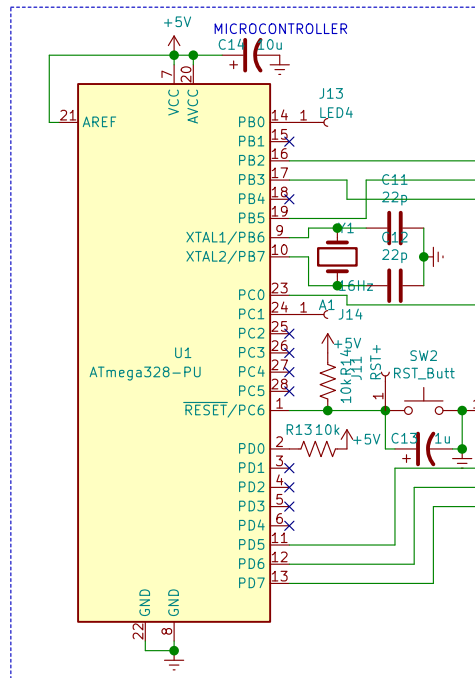 +5V
MICROCONTROLLER
C14 10u
+
7
VCC
20
AVCC
21
AREF
J13
LED4
PB0 14 1
PB1 15
PB2 16
PB3 17
PB4 18
PB5 19
XTAL1/PB6 9
XTAL2/PB7 10
C11
22p
Y1
C12
22p
16Hz
PC0 23
PC1 24 1
A1
J14
PC2 25
PC3 26
PC4 27
PC5 28
RESET/PC6 1
U1
ATmega328-PU
+5V
R14
10k
J11
RST+
1
SW2
RST_Butt
1
C13 1u
+
PD0 2
R13 10k
+5V
PD1 3
PD2 4
PD3 5
PD4 6
PD5 11
PD6 12
PD7 13
GND
22
GND
8